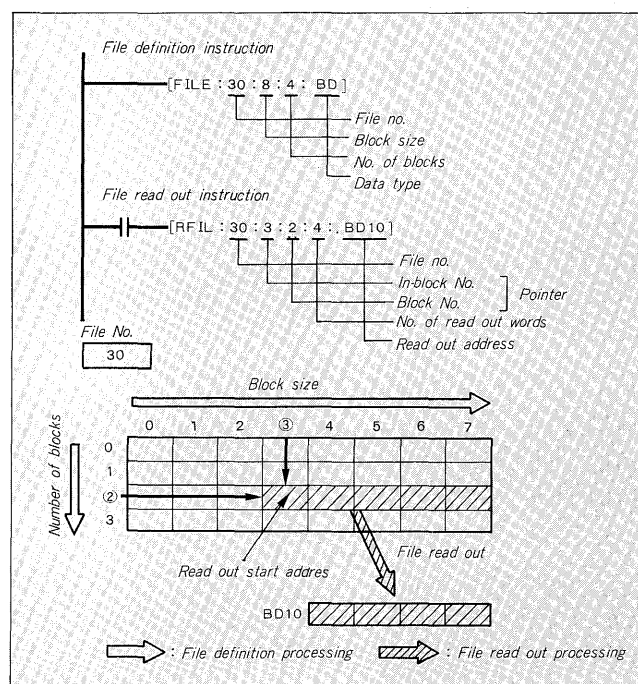 File definition instruction
[FILE:30:8:4:BD]
File no.
Block size
No. of blocks
Data type
File read out instruction
[RFIL:30:3:2:4:.BD10]
File no.
In-block No.
Block No.
Pointer
No. of read out words
Read out address
File No.
30
Block size
0 1 2 ③ 4 5 6 7
Number of blocks
0
1
②
3
Read out start addres
File read out
BD10
: File definition processing : File read out processing